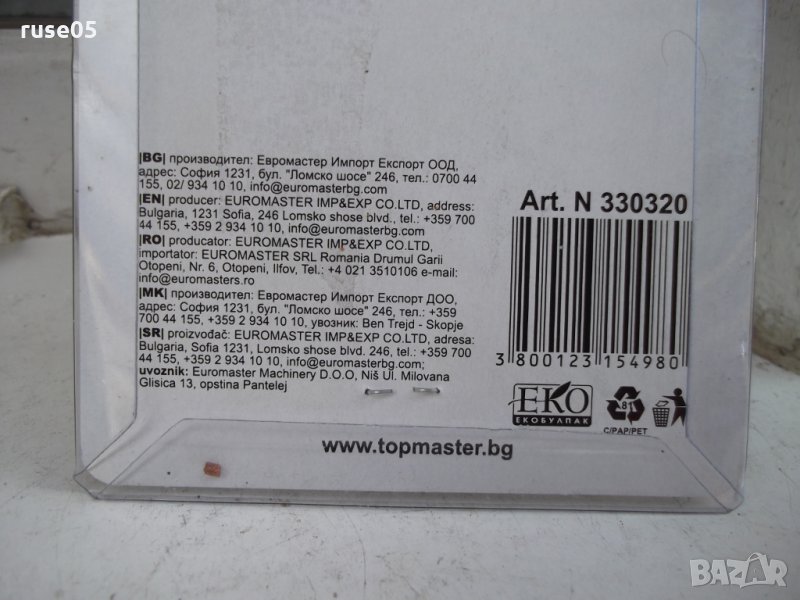 ruse05
|BG| производител: Евромастер Импорт Експорт ООД,
адрес: София 1231, бул. "Ломско шосе" 246, тел.: 0700 44
155, 02/ 934 10 10, info@euromasterbg.com
|EN| producer: EUROMASTER IMP&EXP CO.LTD, address:
Bulgaria, 1231 Sofia, 246 Lomsko shose blvd., tel.: +359 700
44 155, +359 2 934 10 10, info@euromasterbg.com
|RO| producator: EUROMASTER IMP&EXP CO.LTD,
importator: EUROMASTER SRL Romania Drumul Garii
Otopeni, Nr. 6, Otopeni, Ilfov, Tel.: +4 021 3510106 e-mail:
info@euromasters.ro
|MK| производител: Евромастер Импорт Експорт ДОО,
адрес: София 1231, бул. "Ломско шосе" 246, тел.: +359
700 44 155, +359 2 934 10 10, увозник: Ben Trejd - Skopje
|SR| proizvođač: EUROMASTER IMP&EXP CO.LTD, adresa:
Bulgaria, Sofia 1231, Lomsko shose blvd. 246, tel.: +359 700
44 155, +359 2 934 10 10, info@euromasterbg.com;
uvoznik: Euromaster Machinery D.O.O, Niš Ul. Milovana
Glisica 13, opstina Pantelej
Art. N 330320
3 800123 154980
EKO
ЕКОБУЛПАК
81
C/PAP/PET
www.topmaster.bg
BAZAR